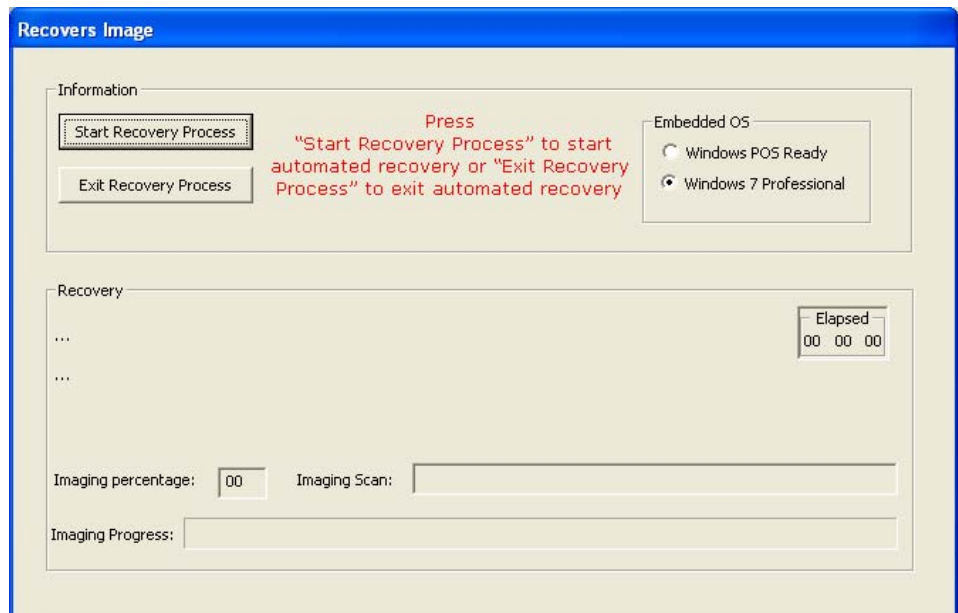 Recovers Image
Information
Start Recovery Process
Exit Recovery Process
Press
“Start Recovery Process” to start
automated recovery or “Exit Recovery
Process” to exit automated recovery
Embedded OS
Windows POS Ready
Windows 7 Professional
Recovery
...
...
Elapsed
00 00 00
Imaging percentage: 00 Imaging Scan:
Imaging Progress: